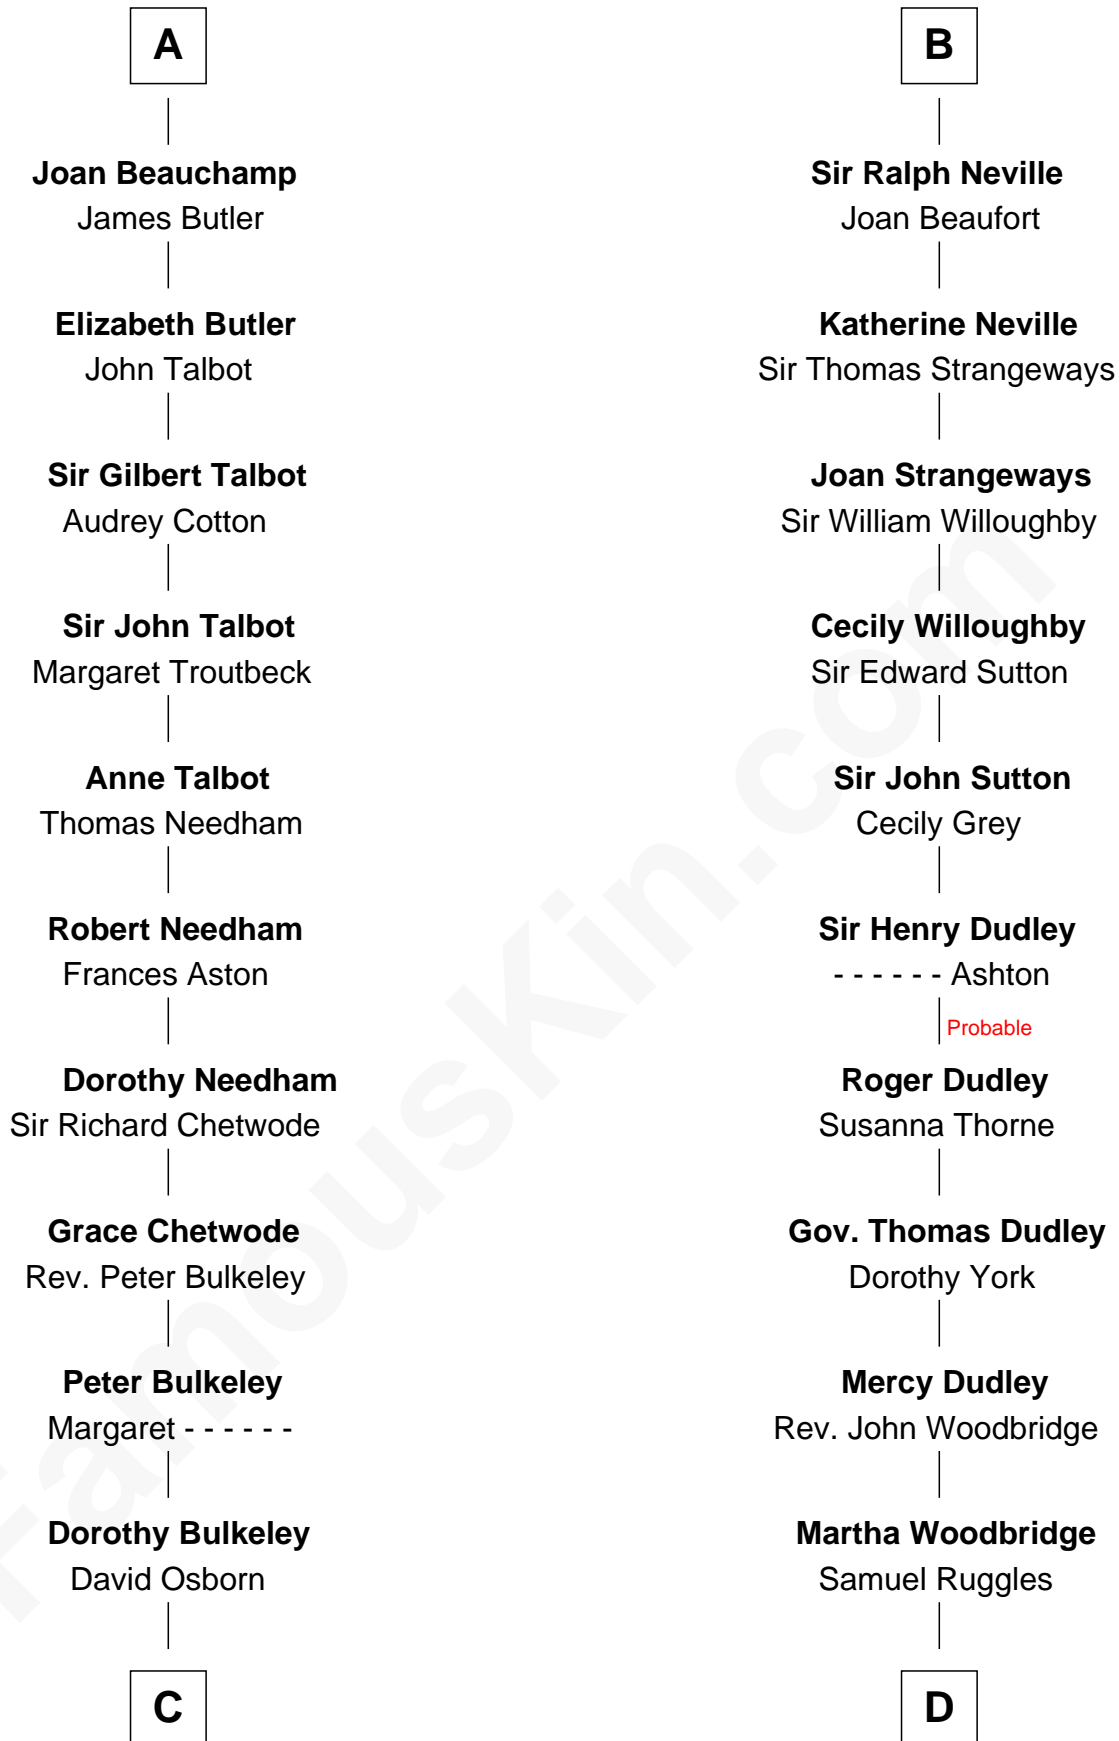 A
Joan Beauchamp
James Butler
Elizabeth Butler
John Talbot
Sir Gilbert Talbot
Audrey Cotton
Sir John Talbot
Margaret Troutbeck
Anne Talbot
Thomas Needham
Robert Needham
Frances Aston
Dorothy Needham
Sir Richard Chetwode
Grace Chetwode
Rev. Peter Bulkeley
Peter Bulkeley
Margaret - - - - - -
Dorothy Bulkeley
David Osborn
C
B
Sir Ralph Neville
Joan Beaufort
Katherine Neville
Sir Thomas Strangeways
Joan Strangeways
Sir William Willoughby
Cecily Willoughby
Sir Edward Sutton
Sir John Sutton
Cecily Grey
Sir Henry Dudley
- - - - - - Ashton
Probable
Roger Dudley
Susanna Thorne
Gov. Thomas Dudley
Dorothy York
Mercy Dudley
Rev. John Woodbridge
Martha Woodbridge
Samuel Ruggles
D
FamousKin.com